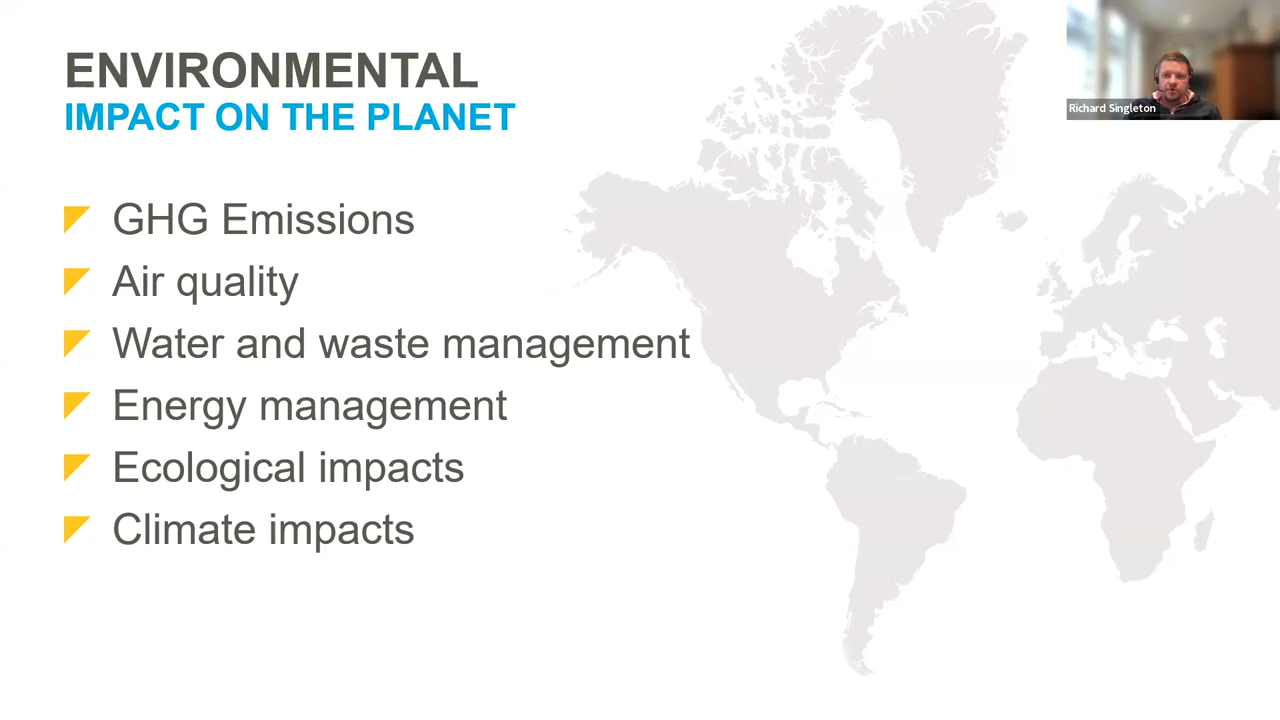 ENVIRONMENTAL
IMPACT ON THE PLANET
Richard Singleton
GHG Emissions
Air quality
Water and waste management
Energy management
Ecological impacts
Climate impacts